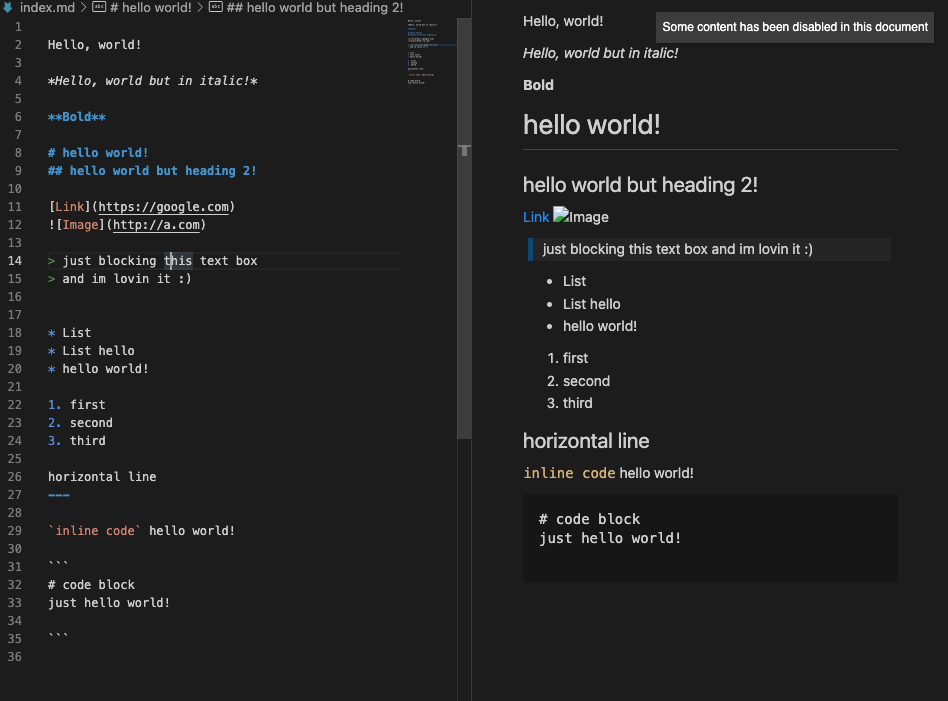 index.md > # hello world! > ## hello world but heading 2!
1
2 Hello, world!
3
4 *Hello, world but in italic!*
5
6 **Bold**
7
8 # hello world!
9 ## hello world but heading 2!
10
11 [Link](https://google.com)
12 ![Image](http://a.com)
13
14 > just blocking this text box
15 > and im lovin it :)
16
17
18 * List
19 * List hello
20 * hello world!
21
22 1. first
23 2. second
24 3. third
25
26 horizontal line
27 ---
28
29 `inline code` hello world!
30
31 ```
32 # code block
33 just hello world!
34
35 ```
36
Hello, world!
Some content has been disabled in this document
Hello, world but in italic!
Bold
hello world!
hello world but heading 2!
Link Image
just blocking this text box and im lovin it :)
• List
• List hello
• hello world!
1. first
2. second
3. third
horizontal line
inline code hello world!
# code block
just hello world!